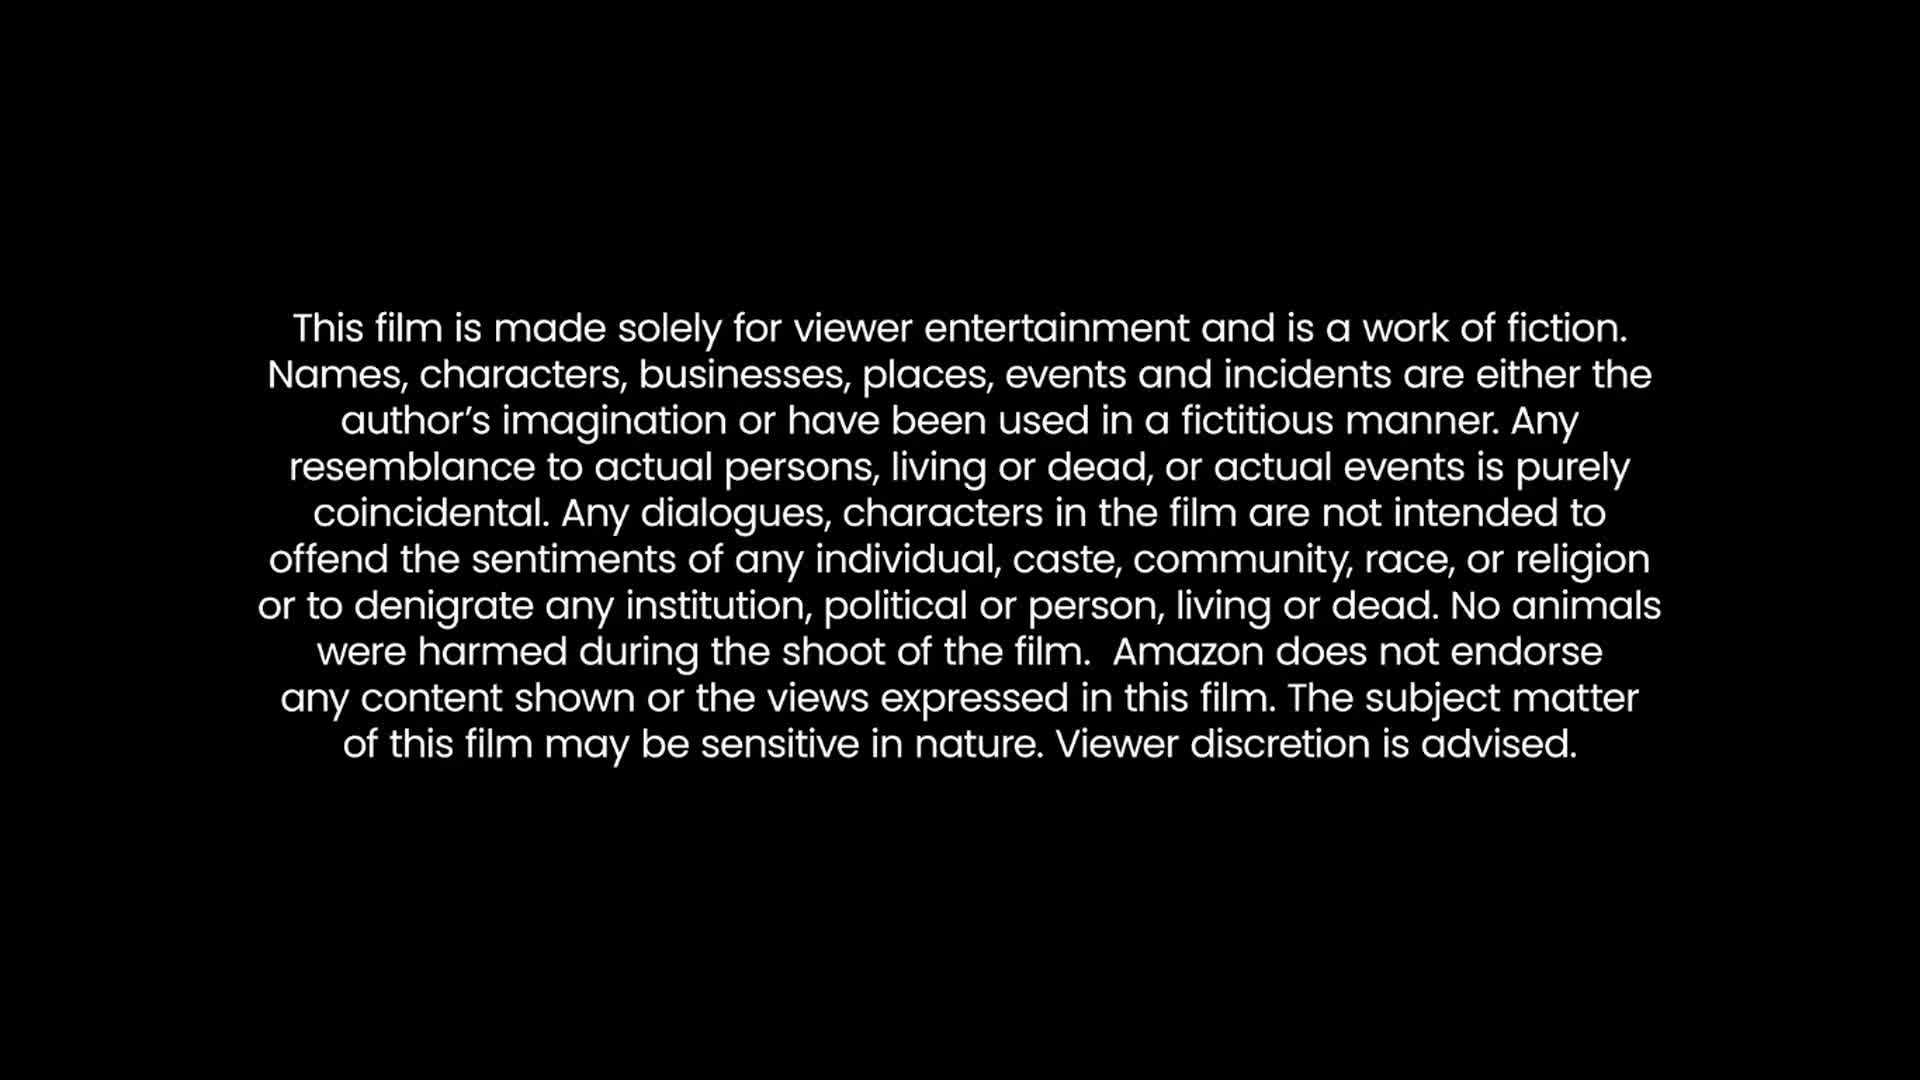 This film is made solely for viewer entertainment and is a work of fiction.
Names, characters, businesses, places, events and incidents are either the
author’s imagination or have been used in a fictitious manner. Any
resemblance to actual persons, living or dead, or actual events is purely
coincidental. Any dialogues, characters in the film are not intended to
offend the sentiments of any individual, caste, community, race, or religion
or to denigrate any institution, political or person, living or dead. No animals
were harmed during the shoot of the film.  Amazon does not endorse
any content shown or the views expressed in this film. The subject matter
of this film may be sensitive in nature. Viewer discretion is advised.